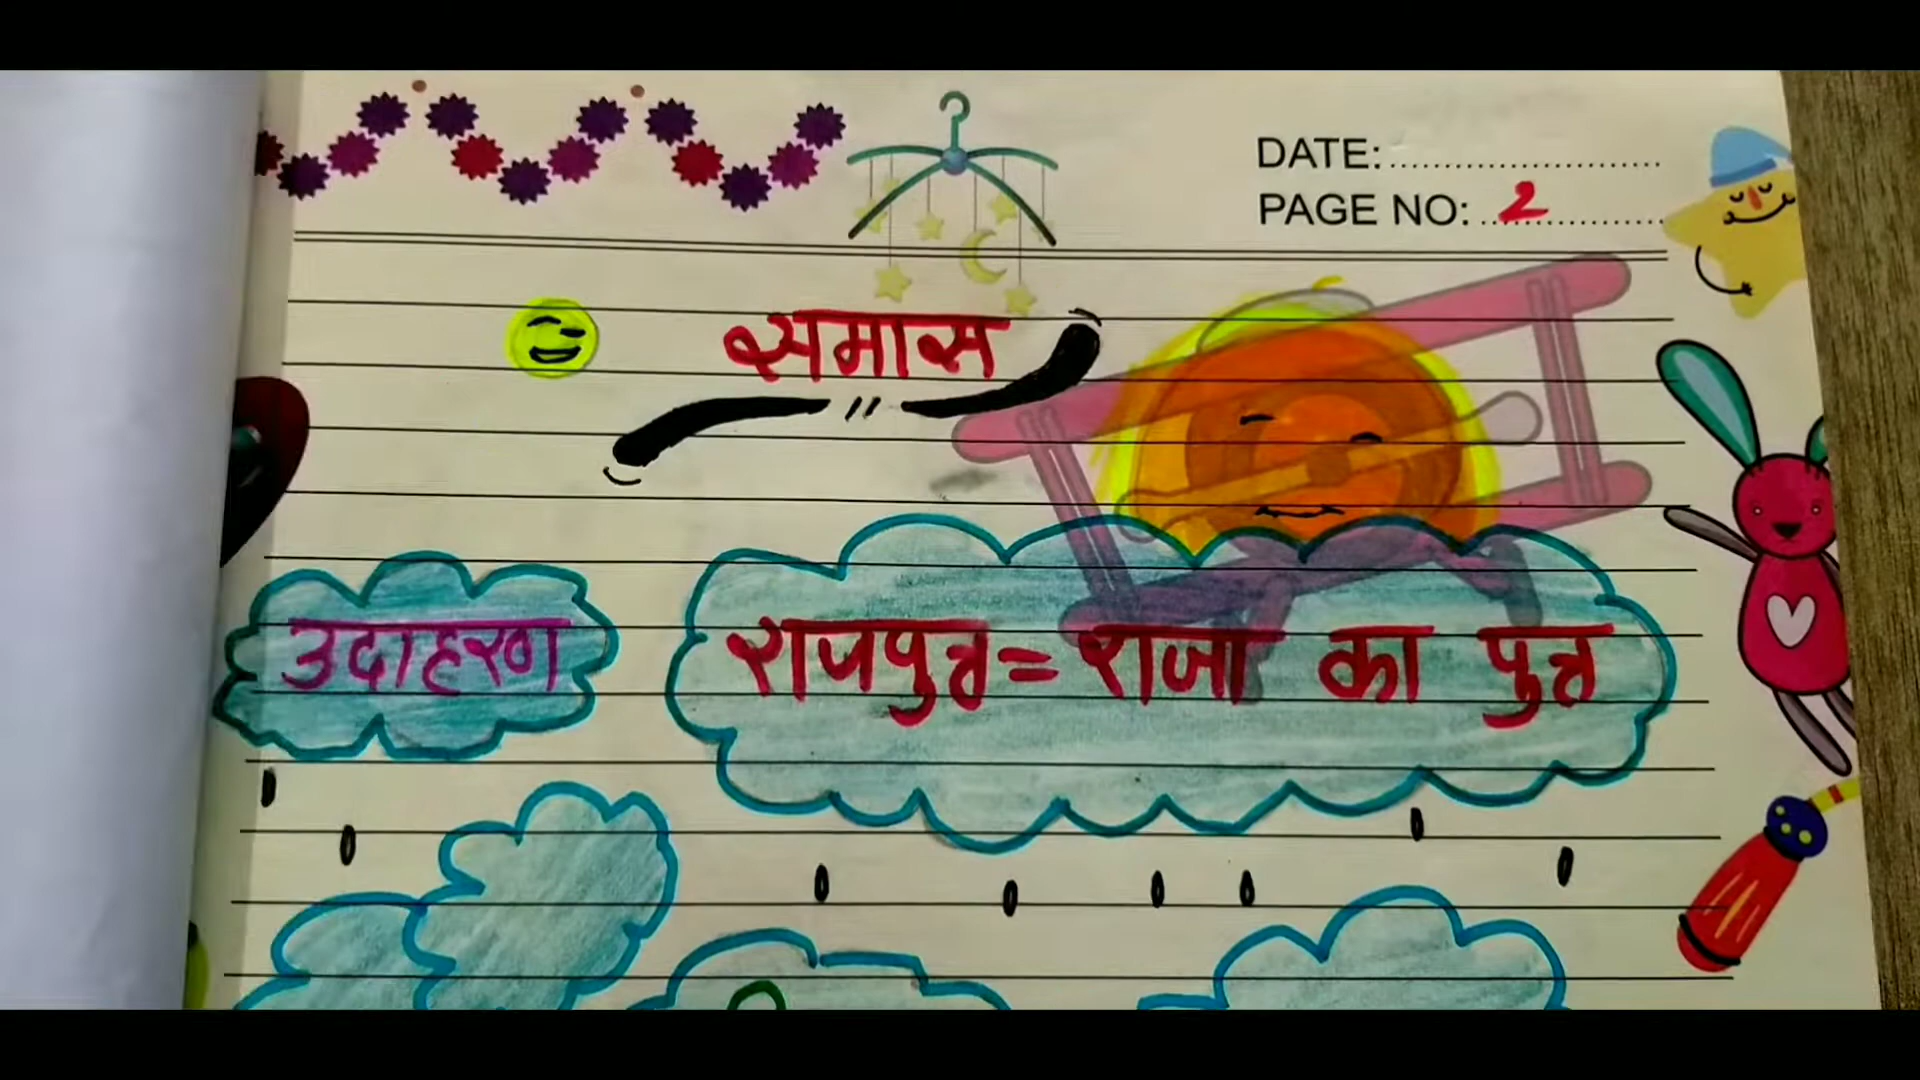 DATE:
PAGE NO: 2
समास
उदाहरण
राजपुत्र = राजा का पुत्र